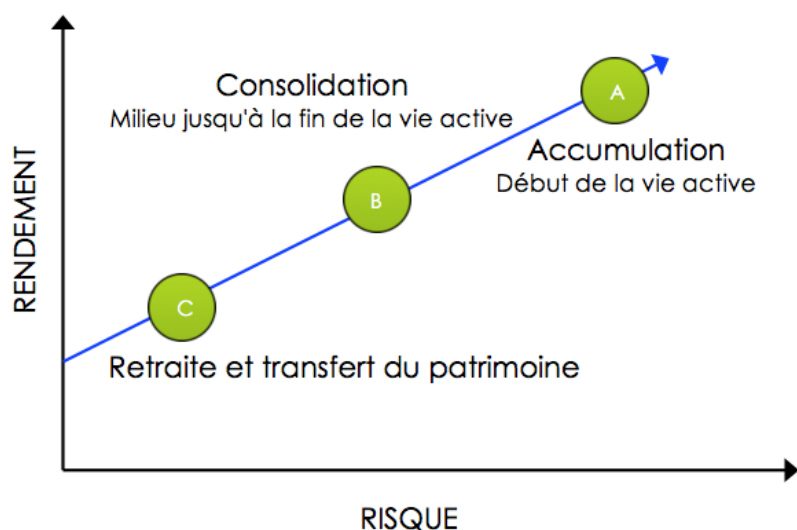 A
Consolidation
Milieu jusqu'à la fin de la vie active
Accumulation
Début de la vie active
B
RENDEMENT
C
Retraite et transfert du patrimoine
RISQUE